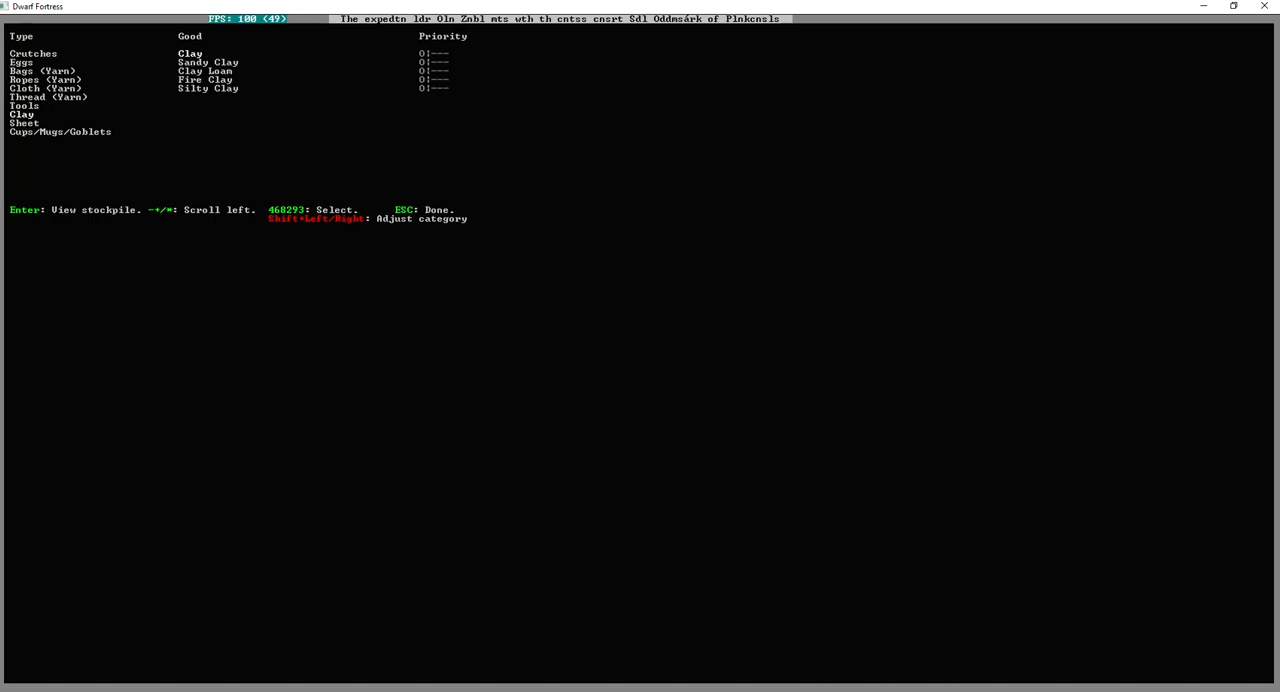 Dwarf Fortress
FPS: 100 (49) The expedtn ldr Oln Znbl mts wth th cntss cnsrt Sdl Oddmsárk of Plnkcnsls
Type Good Priority
Crutches Clay 0:---
Eggs Sandy Clay 0:---
Bags (Yarn) Clay Loam 0:---
Ropes (Yarn) Fire Clay 0:---
Cloth (Yarn) Silty Clay 0:---
Thread (Yarn)
Tools
Clay
Sheet
Cups/Mugs/Goblets
Enter: View stockpile. -+/*: Scroll left. 468293: Select. ESC: Done.
Shift+Left/Right: Adjust category